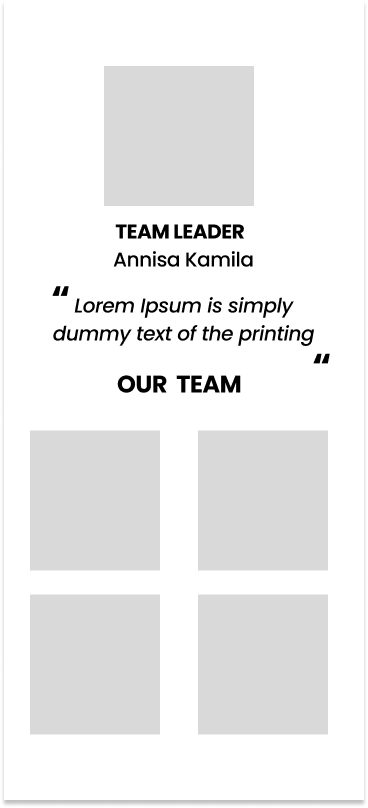 TEAM LEADER
Annisa Kamila
“ Lorem Ipsum is simply
dummy text of the printing
“
OUR TEAM